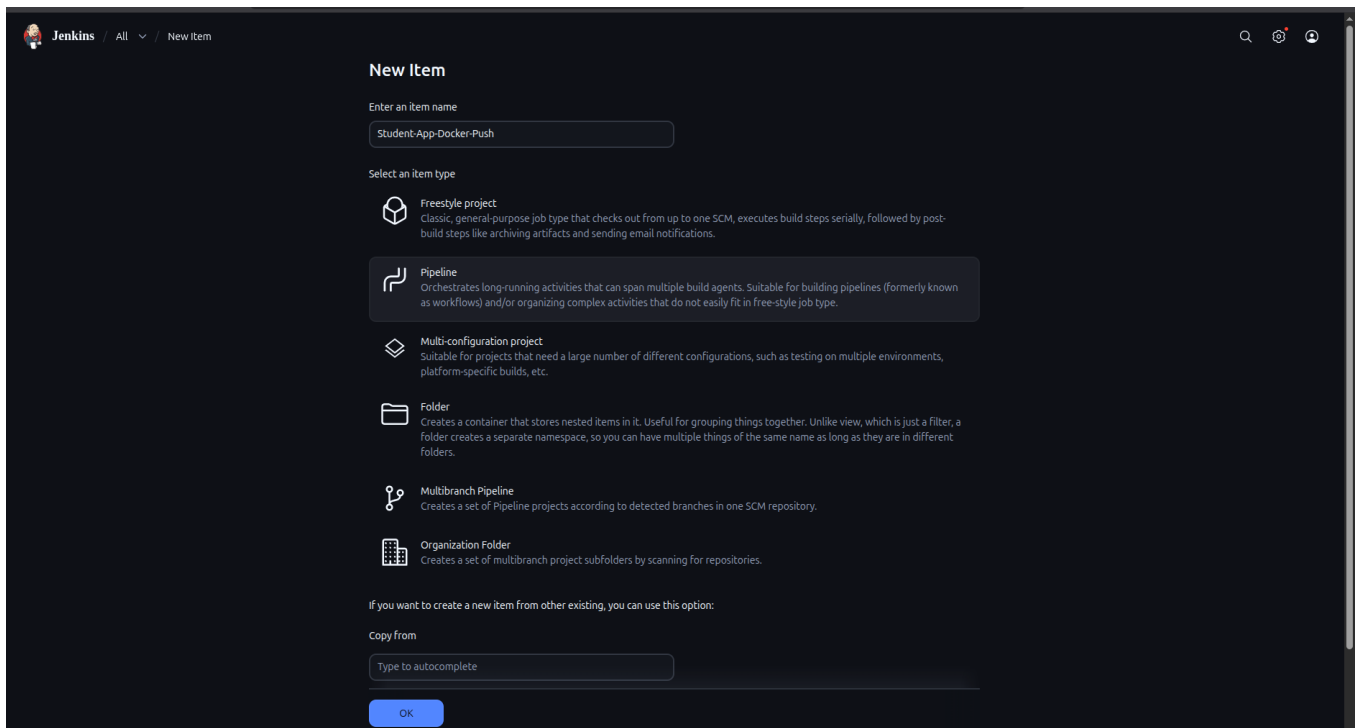 Jenkins / All / New Item
New Item
Enter an item name
Student-App-Docker-Push
Select an item type
Freestyle project
Classic, general-purpose job type that checks out from up to one SCM, executes build steps serially, followed by post-
build steps like archiving artifacts and sending email notifications.
Pipeline
Orchestrates long-running activities that can span multiple build agents. Suitable for building pipelines (formerly known
as workflows) and/or organizing complex activities that do not easily fit in free-style job type.
Multi-configuration project
Suitable for projects that need a large number of different configurations, such as testing on multiple environments,
platform-specific builds, etc.
Folder
Creates a container that stores nested items in it. Useful for grouping things together. Unlike view, which is just a filter, a
folder creates a separate namespace, so you can have multiple things of the same name as long as they are in different
folders.
Multibranch Pipeline
Creates a set of Pipeline projects according to detected branches in one SCM repository.
Organization Folder
Creates a set of multibranch project subfolders by scanning for repositories.
If you want to create a new item from other existing, you can use this option:
Copy from
Type to autocomplete
OK